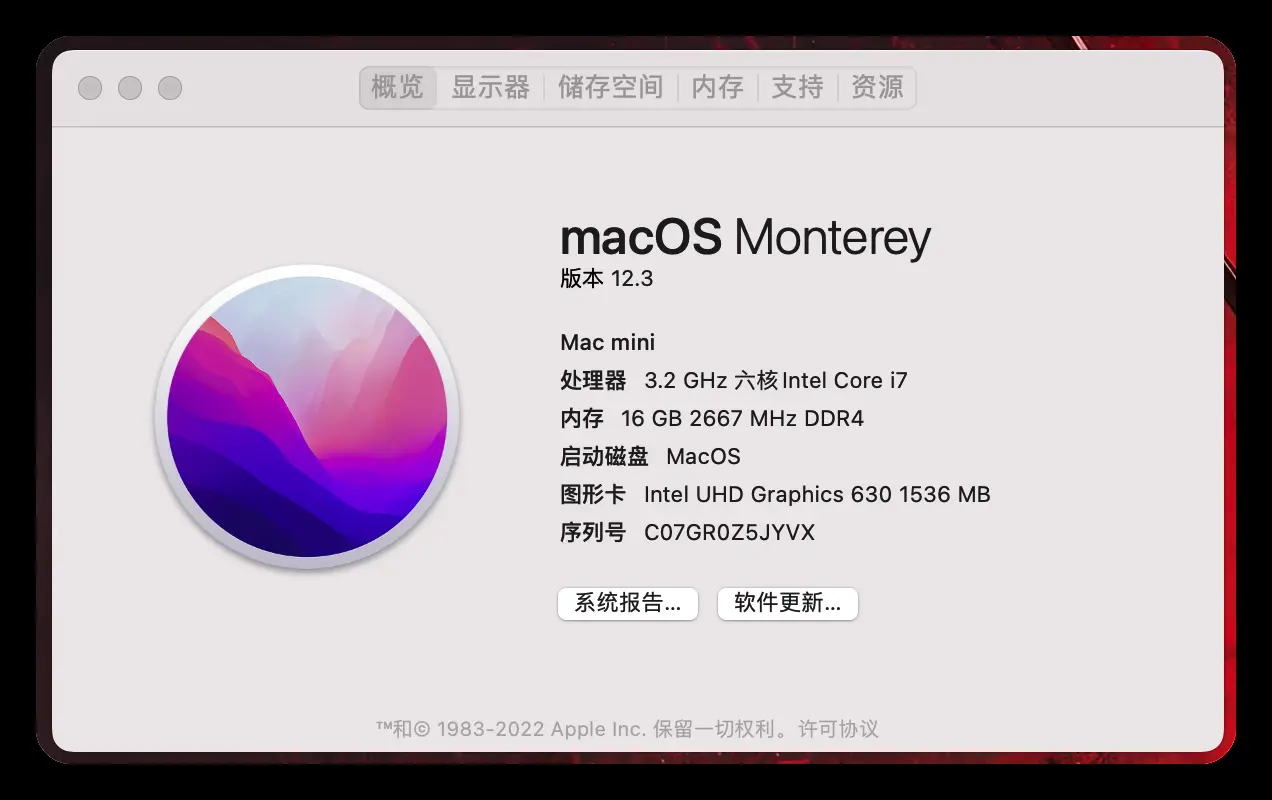 概览 显示器 储存空间 内存 支持 资源
macOS Monterey
版本 12.3
Mac mini
处理器 3.2 GHz 六核Intel Core i7
内存 16 GB 2667 MHz DDR4
启动磁盘 MacOS
图形卡 Intel UHD Graphics 630 1536 MB
序列号 C07GR0Z5JYVX
系统报告... 软件更新...
™和© 1983-2022 Apple Inc. 保留一切权利。许可协议